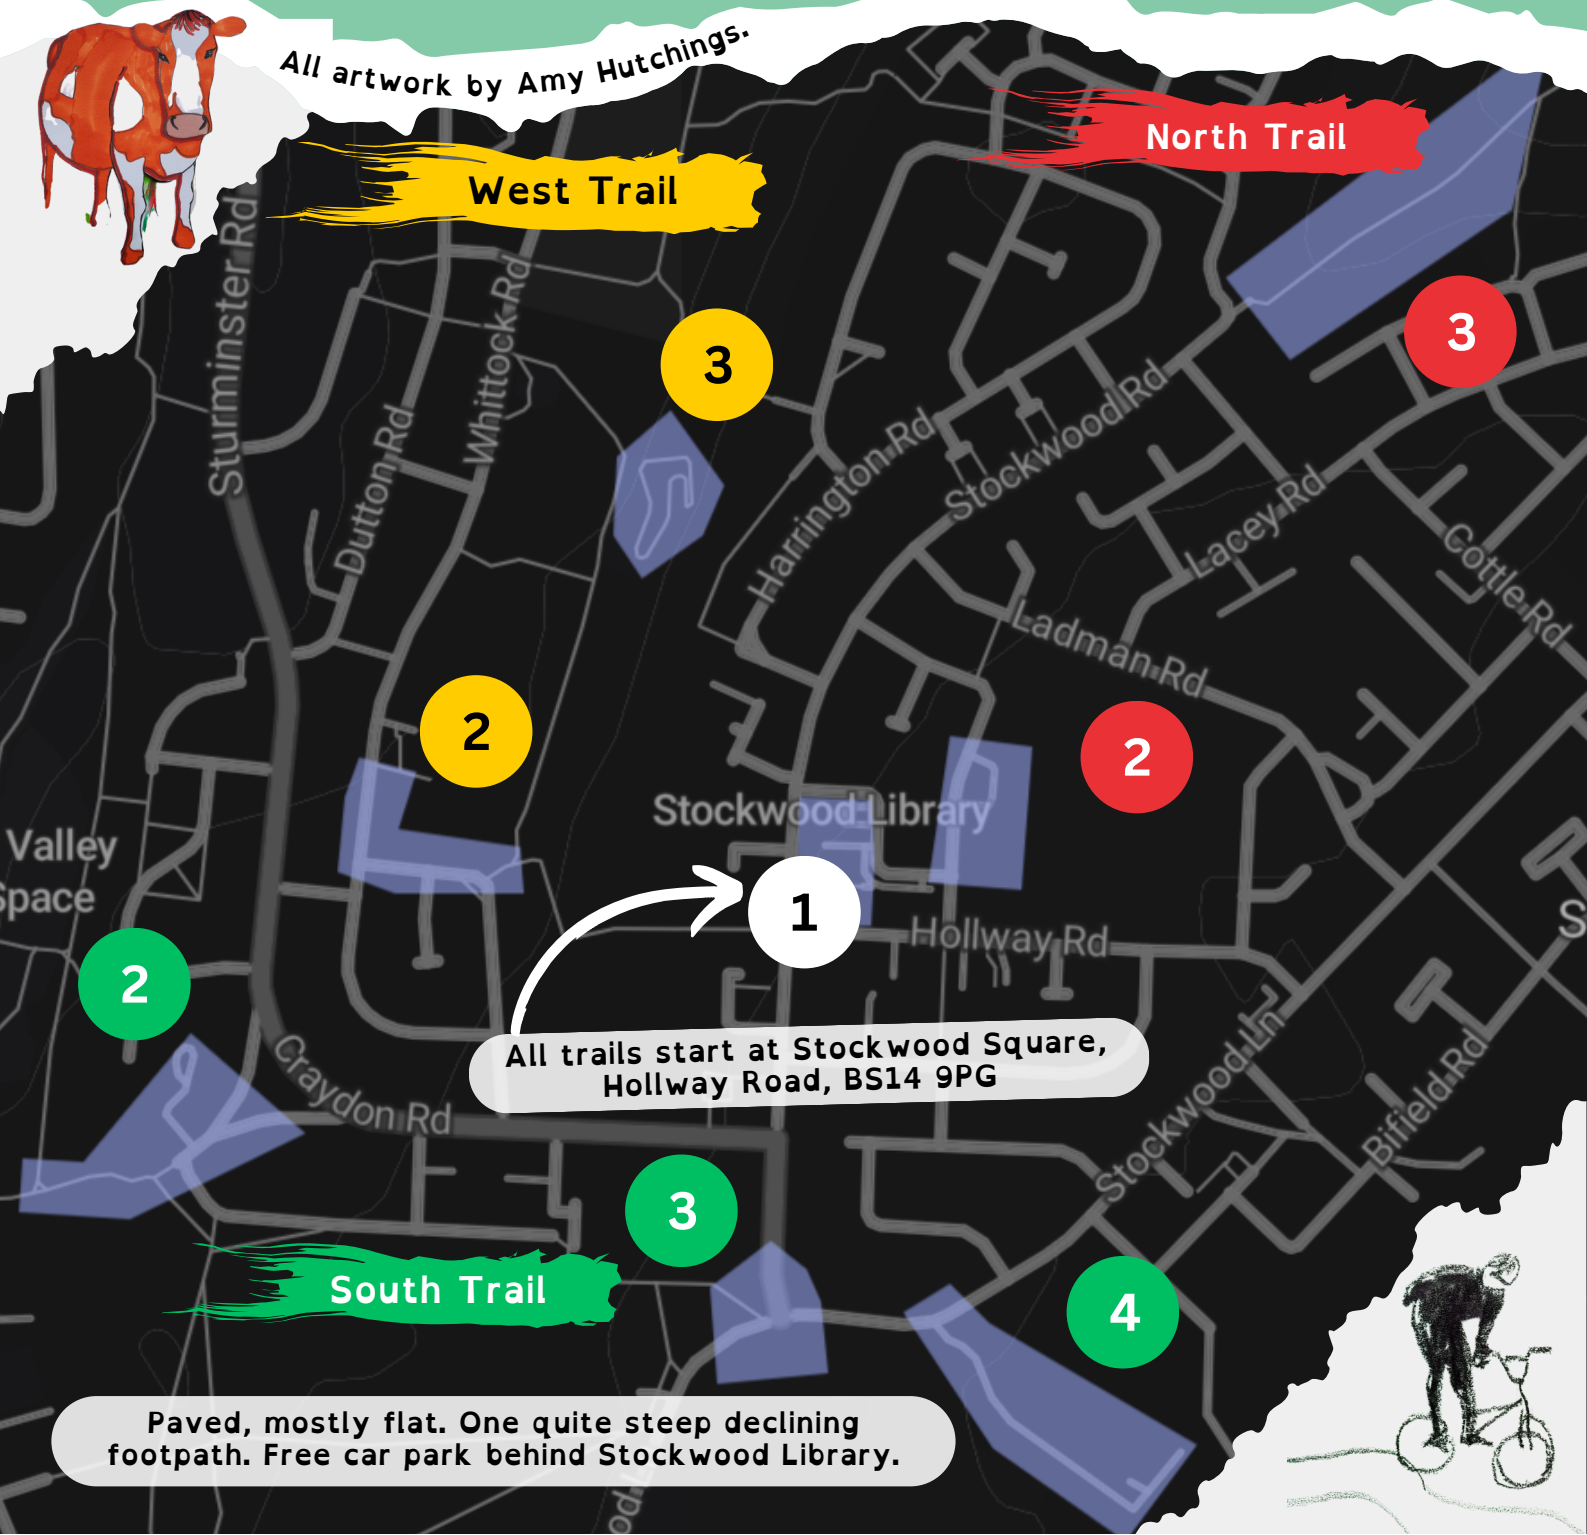 All artwork by Amy Hutchings.
North Trail
West Trail
Sturminster Rd
Whittock Rd
3
3
Dutton Rd
Harrington Rd
Stockwood Rd
Lacey Rd
Cottle Rd
Ladman Rd
2
2
Stockwood Library
Valley
Space
1
Hollway Rd
S
2
All trails start at Stockwood Square,
Hollway Road, BS14 9PG
Craydon Rd
Stockwood Ln
Bifield Rd
3
South Trail
4
Paved, mostly flat. One quite steep declining
footpath. Free car park behind Stockwood Library.